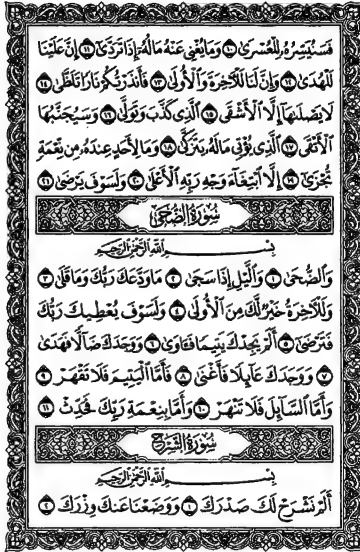 فَسَنُيَسِّرُهُۥ لِلۡعُسۡرَىٰ ١٠ وَمَا يُغۡنِي عَنۡهُ مَالُهُۥٓ إِذَا تَرَدَّىٰٓ ١١ إِنَّ عَلَيۡنَا
لَلۡهُدَىٰ ١٢ وَإِنَّ لَنَا لَلۡأٓخِرَةَ وَٱلۡأُولَىٰ ١٣ فَأَنذَرۡتُكُمۡ نَارٗا تَلَظَّىٰ ١٤
لَا يَصۡلَىٰهَآ إِلَّا ٱلۡأَشۡقَى ١٥ ٱلَّذِي كَذَّبَ وَتَوَلَّىٰ ١٦ وَسَيُجَنَّبُهَا
ٱلۡأَتۡقَى ١٧ ٱلَّذِي يُؤۡتِي مَالَهُۥ يَتَزَكَّىٰ ١٨ وَمَا لِأَحَدٍ عِندَهُۥ مِن نِّعۡمَةٖ
تُجۡزَىٰٓ ١٩ إِلَّا ٱبۡتِغَآءَ وَجۡهِ رَبِّهِ ٱلۡأَعۡلَىٰ ٢٠ وَلَسَوۡفَ يَرۡضَىٰ ٢١
سُورَةُ الضُّحَىٰ
بِسۡمِ ٱللَّهِ ٱلرَّحۡمَٰنِ ٱلرَّحِيمِ
وَٱلضُّحَىٰ ١ وَٱلَّيۡلِ إِذَا سَجَىٰ ٢ مَا وَدَّعَكَ رَبُّكَ وَمَا قَلَىٰ ٣
وَلَلۡأٓخِرَةُ خَيۡرٞ لَّكَ مِنَ ٱلۡأُولَىٰ ٤ وَلَسَوۡفَ يُعۡطِيكَ رَبُّكَ
فَتَرۡضَىٰٓ ٥ أَلَمۡ يَجِدۡكَ يَتِيمٗا فَـَٔاوَىٰ ٦ وَوَجَدَكَ ضَآلّٗا فَهَدَىٰ
٧ وَوَجَدَكَ عَآئِلٗا فَأَغۡنَىٰ ٨ فَأَمَّا ٱلۡيَتِيمَ فَلَا تَقۡهَرۡ ٩
وَأَمَّا ٱلسَّآئِلَ فَلَا تَنۡهَرۡ ١٠ وَأَمَّا بِنِعۡمَةِ رَبِّكَ فَحَدِّثۡ ١١
سُورَةُ الشَّرۡحِ
بِسۡمِ ٱللَّهِ ٱلرَّحۡمَٰنِ ٱلرَّحِيمِ
أَلَمۡ نَشۡرَحۡ لَكَ صَدۡرَكَ ١ وَوَضَعۡنَا عَنكَ وِزۡرَكَ ٢